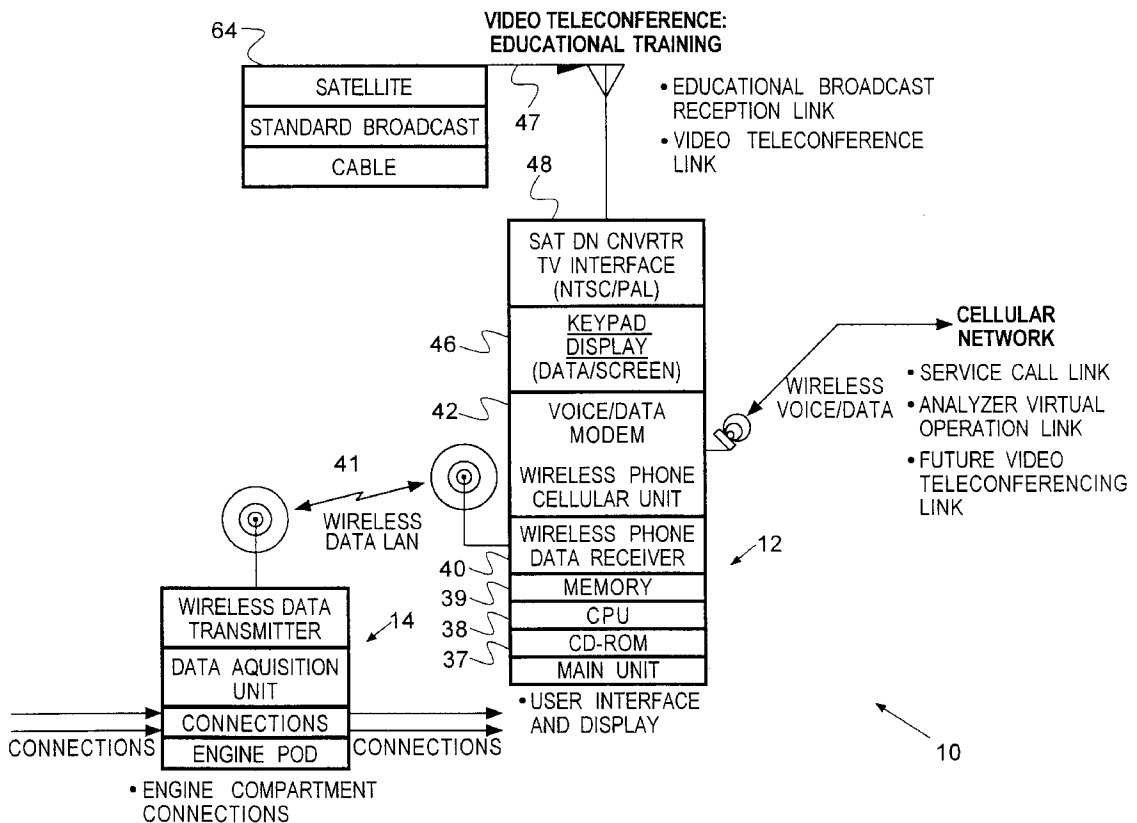 VIDEO TELECONFERENCE:
EDUCATIONAL TRAINING
64
SATELLITE
STANDARD BROADCAST
CABLE
47
• EDUCATIONAL BROADCAST
RECEPTION LINK
• VIDEO TELECONFERENCE
LINK
48
SAT DN CNVRTR
TV INTERFACE
(NTSC/PAL)
46
KEYPAD
DISPLAY
(DATA/SCREEN)
42
VOICE/DATA
MODEM
WIRELESS PHONE
CELLULAR UNIT
WIRELESS PHONE
DATA RECEIVER
40
MEMORY
39
CPU
38
CD-ROM
37
MAIN UNIT
• USER INTERFACE
AND DISPLAY
12
WIRELESS
VOICE/DATA
CELLULAR
NETWORK
• SERVICE CALL LINK
• ANALYZER VIRTUAL
OPERATION LINK
• FUTURE VIDEO
TELECONFERENCING
LINK
41
WIRELESS
DATA LAN
WIRELESS DATA
TRANSMITTER
14
DATA AQUISITION
UNIT
CONNECTIONS
ENGINE POD
CONNECTIONS
CONNECTIONS
• ENGINE COMPARTMENT
CONNECTIONS
10